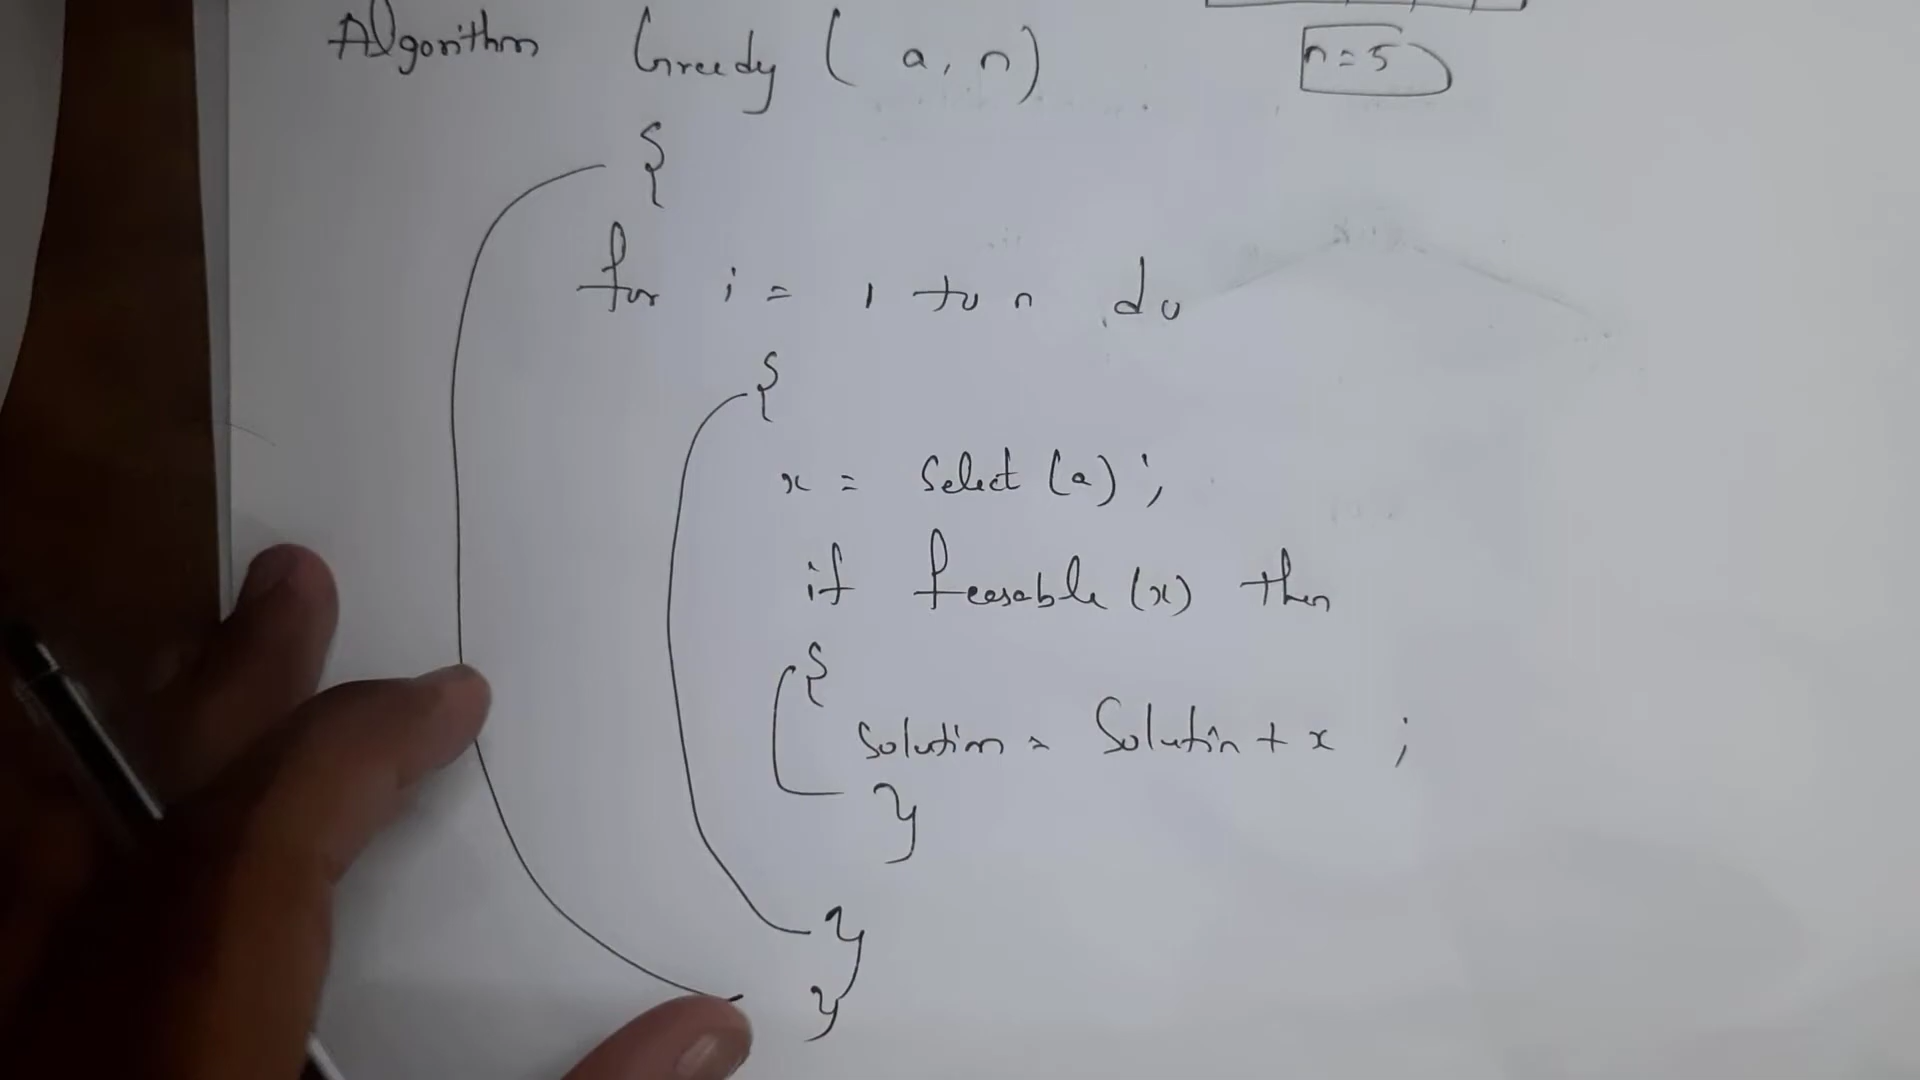 Algorithm Greedy (a, n)
n = 5
{
for i = 1 to n do
{
x = Select (a);
if feasable (x) then
{
Solution = Solution + x ;
}
}
}